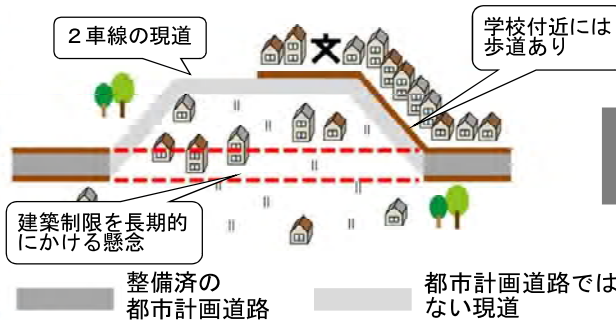 ２車線の現道
学校付近には
歩道あり
文
建築制限を長期的
にかける懸念
整備済の
都市計画道路
都市計画道路では
ない現道